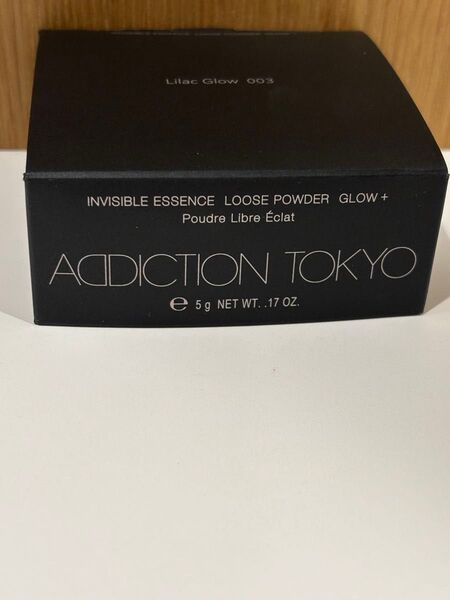 Lilac Glow 003
INVISIBLE ESSENCE LOOSE POWDER GLOW +
Poudre Libre Éclat
ADDICTION TOKYO
℮ 5 g NET WT. .17 OZ.